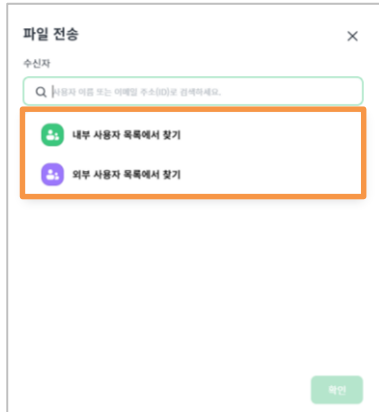 파일 전송
수신자
사용자 이름 또는 이메일 주소(ID)로 검색하세요.
내부 사용자 목록에서 찾기
외부 사용자 목록에서 찾기
확인